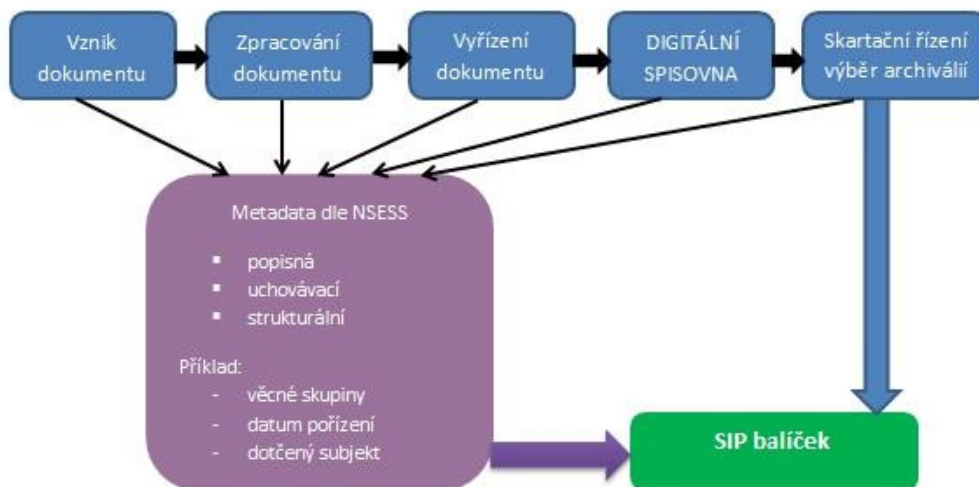 Vznik
dokumentu
Zpracování
dokumentu
Vyřízení
dokumentu
DIGITÁLNÍ
SPISOVNA
Skartační řízení
výběr archiválií
Metadata dle NSESS
▪ popisná
▪ uchovávací
▪ strukturální
Příklad:
- věcné skupiny
- datum pořízení
- dotčený subjekt
SIP balíček